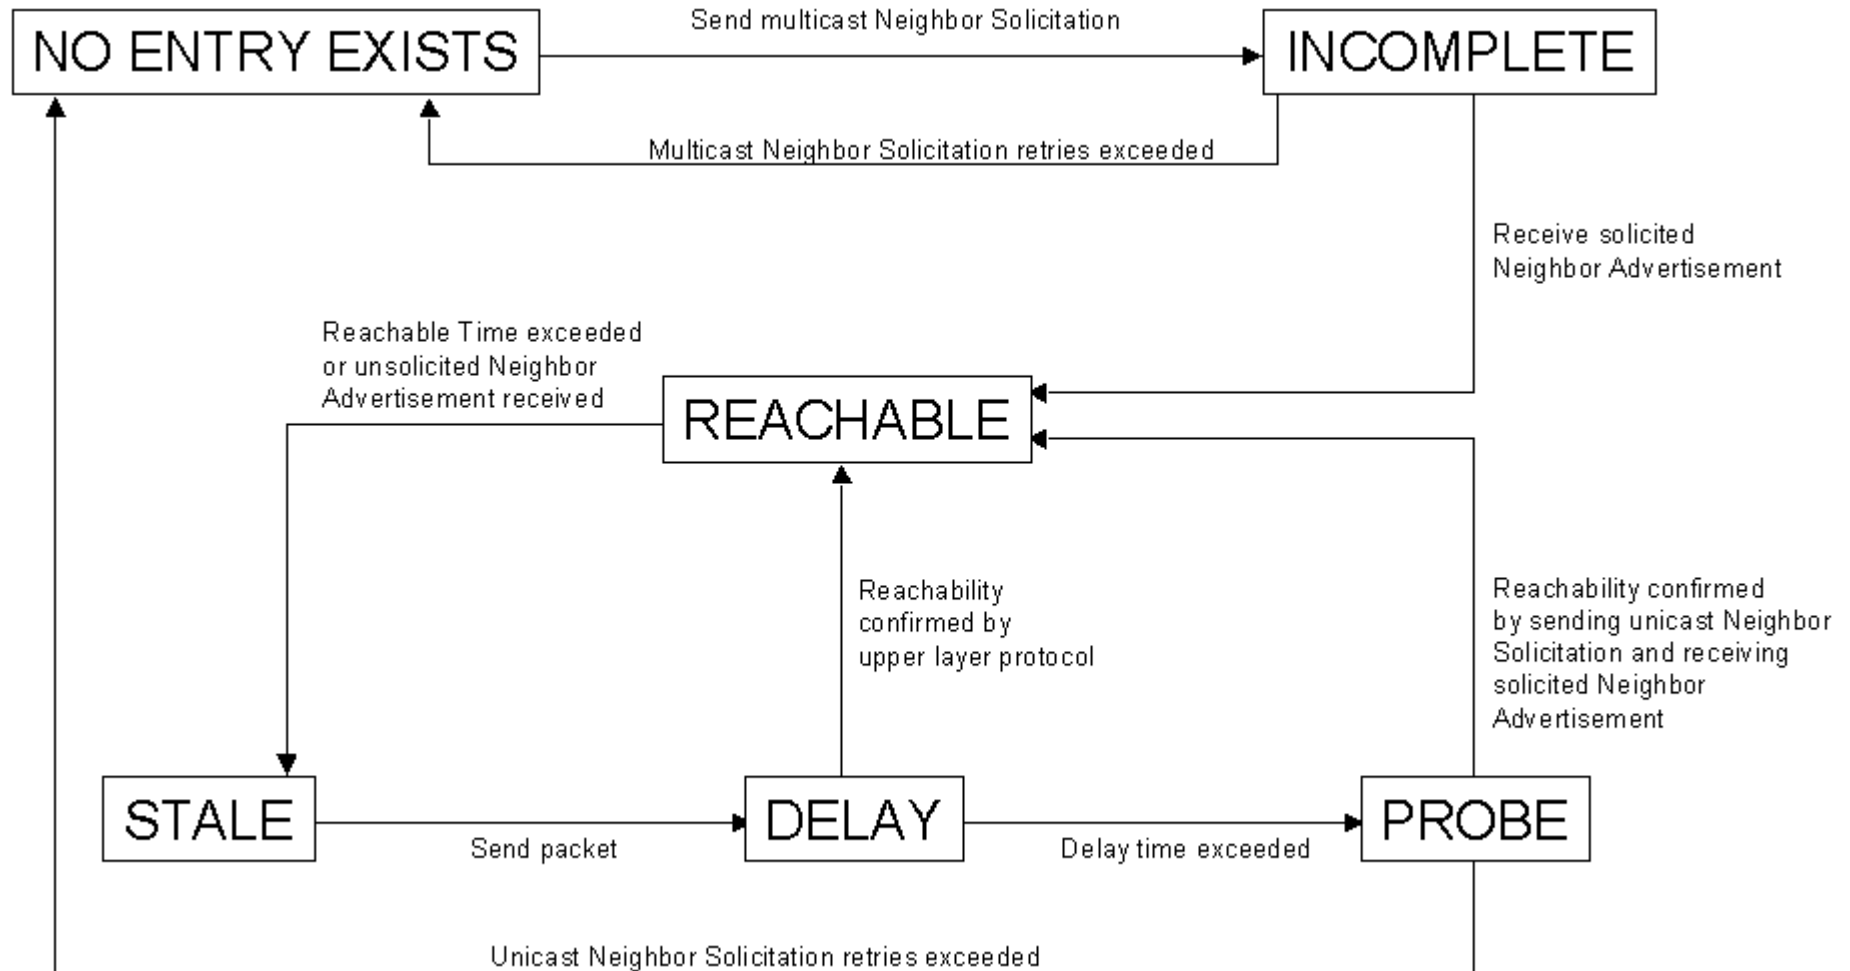 Send multicast Neighbor Solicitation
NO ENTRY EXISTS
INCOMPLETE
Multicast Neighbor Solicitation retries exceeded
Receive solicited
Neighbor Advertisement
Reachable Time exceeded
or unsolicited Neighbor
Advertisement received
REACHABLE
Reachability
confirmed by
upper layer protocol
Reachability confirmed
by sending unicast Neighbor
Solicitation and receiving
solicited Neighbor
Advertisement
STALE
Send packet
DELAY
Delay time exceeded
PROBE
Unicast Neighbor Solicitation retries exceeded